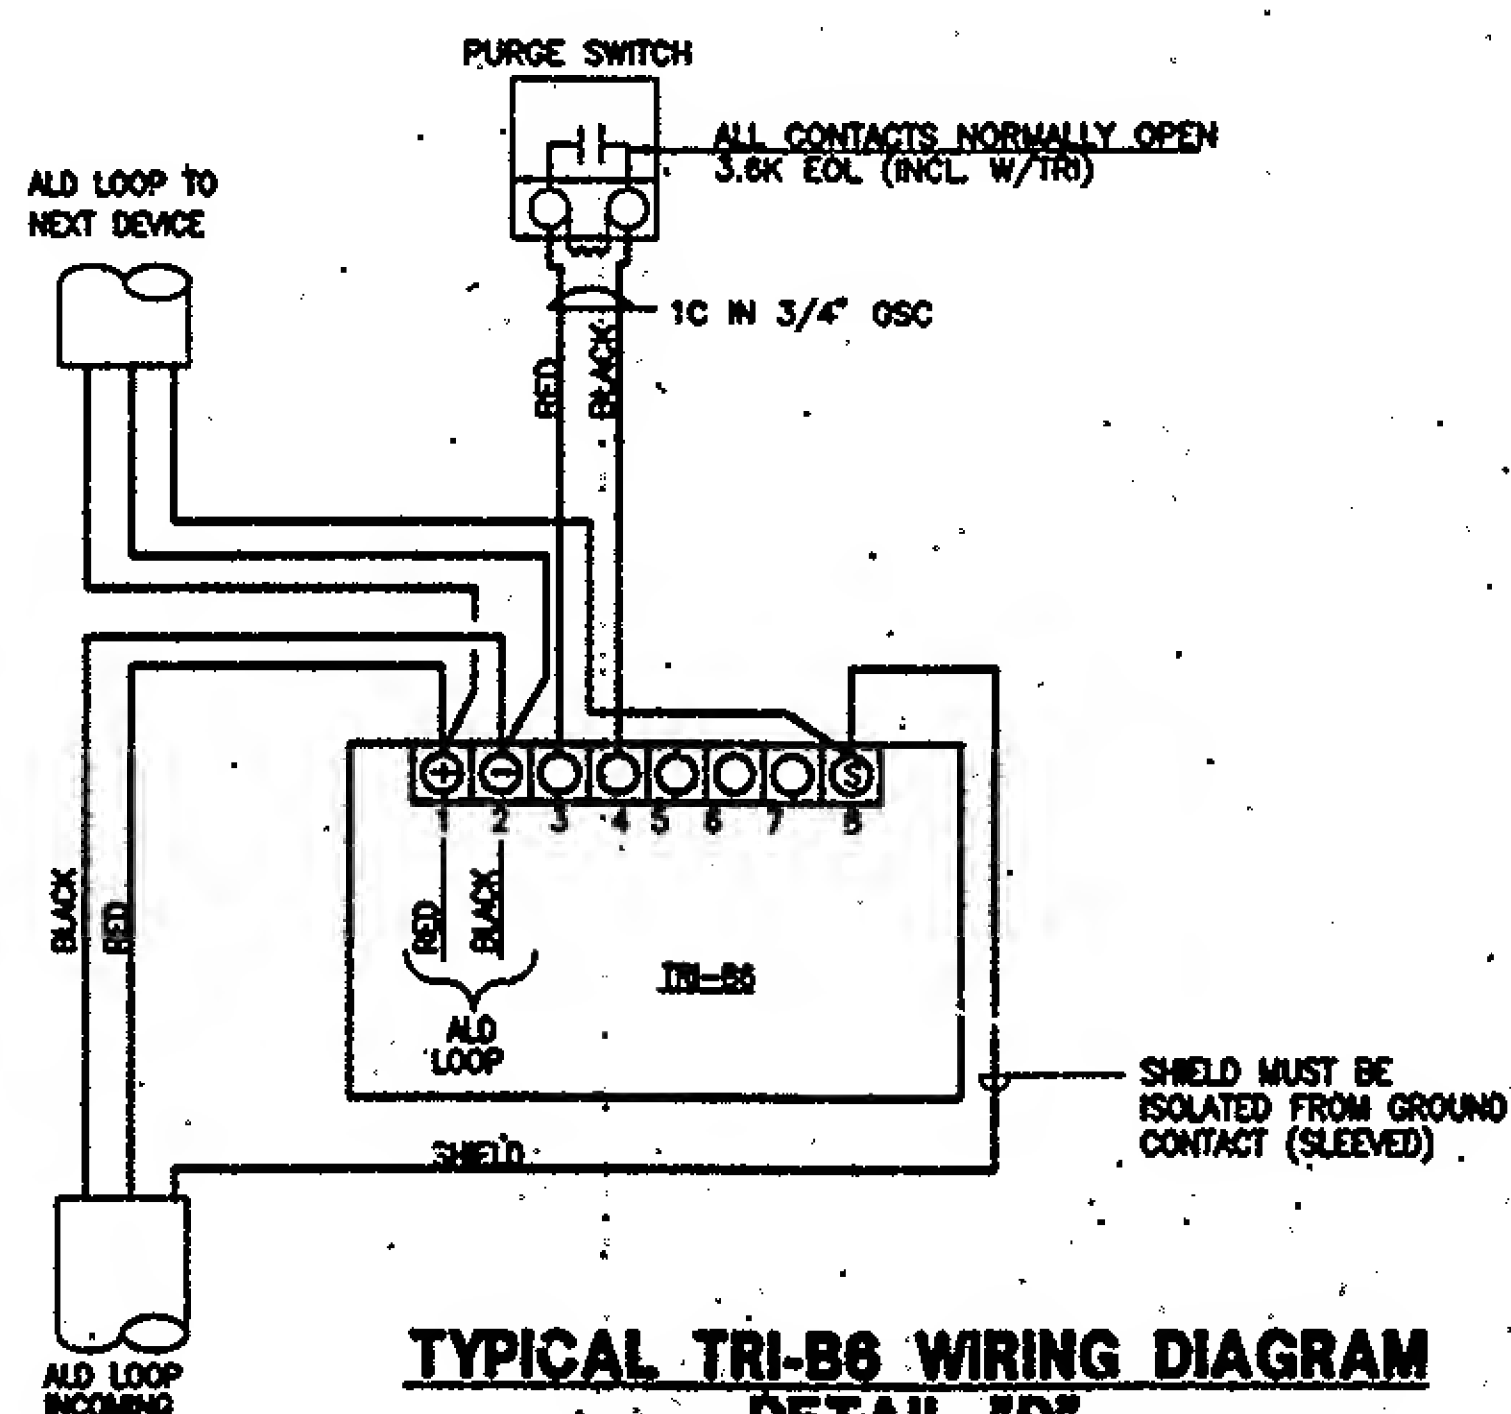 PURGE SWITCH
ALL CONTACTS NORMALLY OPEN
3.6K EOL (INCL. W/TRI)
ALD LOOP TO
NEXT DEVICE
1C IN 3/4" GSC
RED
BLACK
+
-
S
1 2 3 4 5 6 7 8
BLACK
RED
RED
BLACK
TRI-B6
ALD
LOOP
SHIELD MUST BE
ISOLATED FROM GROUND
CONTACT (SLEEVED)
SHIELD
ALD LOOP
INCOMING
TYPICAL TRI-B6 WIRING DIAGRAM
DETAIL